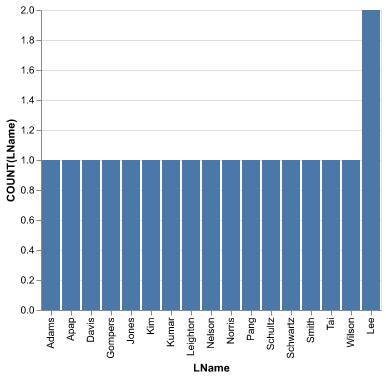 2.0
1.8
1.6
1.4
1.2
1.0
0.8
0.6
0.4
0.2
0.0
COUNT(LName)
Adams
Apap
Davis
Gompers
Jones
Kim
Kumar
Leighton
Nelson
Norris
Pang
Schultz
Schwartz
Smith
Tai
Wilson
Lee
LName